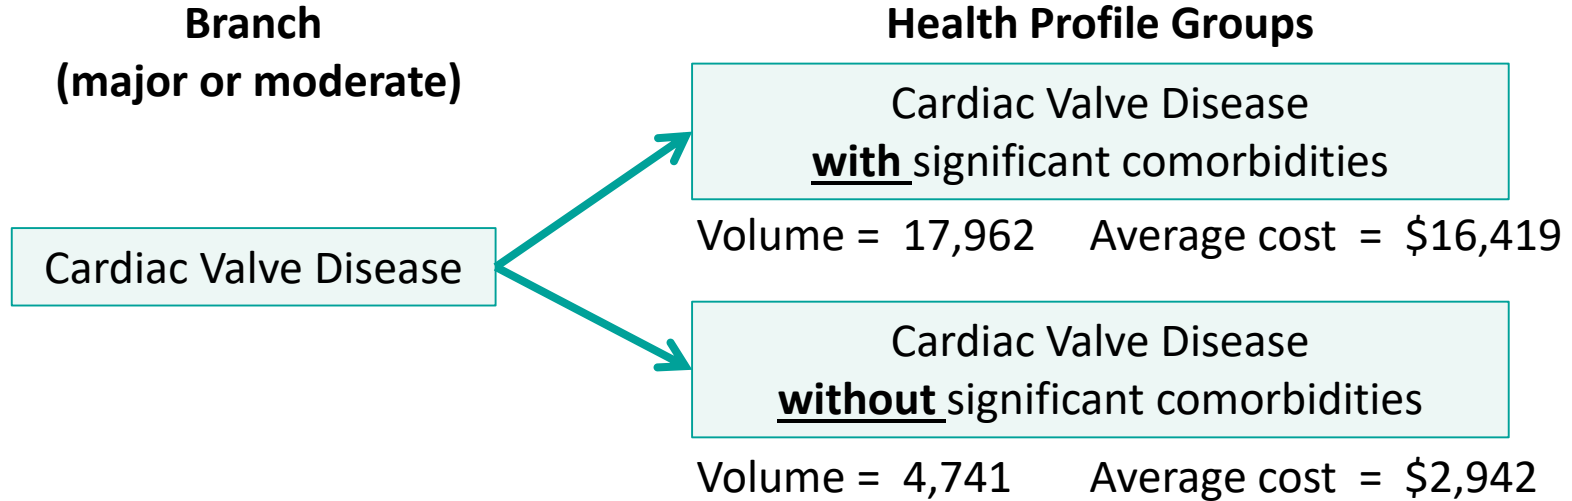 Branch
(major or moderate)
Health Profile Groups
Cardiac Valve Disease
Cardiac Valve Disease
with significant comorbidities
Volume = 17,962 Average cost = $16,419
Cardiac Valve Disease
without significant comorbidities
Volume = 4,741 Average cost = $2,942